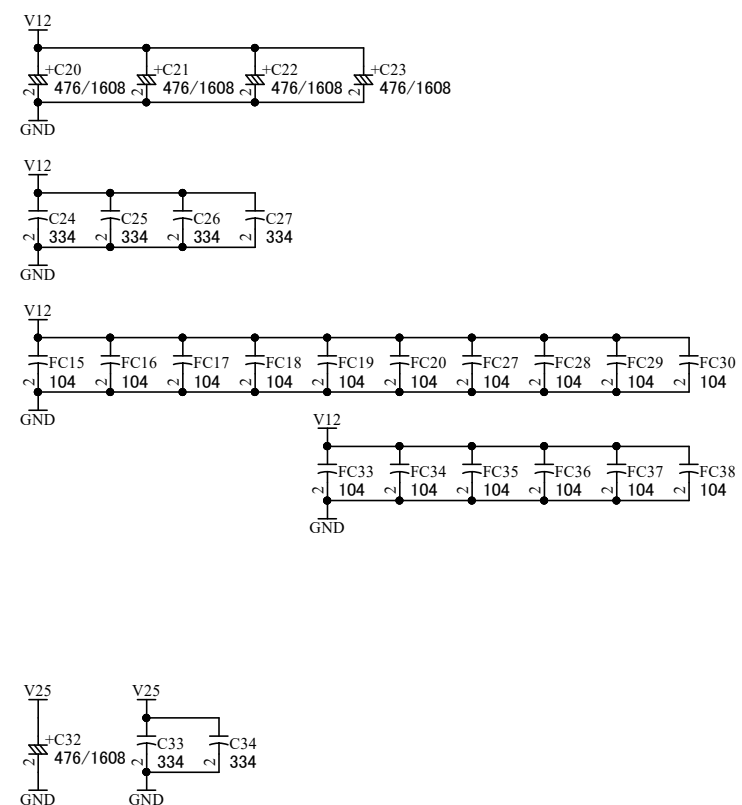 V12
+C20 +C21 +C22 +C23
2 476/1608 2 476/1608 2 476/1608 2 476/1608
GND
V12
C24 C25 C26 C27
2 334 2 334 2 334 2 334
GND
V12
FC15 FC16 FC17 FC18 FC19 FC20 FC27 FC28 FC29 FC30
2 104 2 104 2 104 2 104 2 104 2 104 2 104 2 104 2 104 2 104
GND
V12
FC33 FC34 FC35 FC36 FC37 FC38
2 104 2 104 2 104 2 104 2 104 2 104
GND
V25 V25
+C32 C33 C34
2 476/1608 2 334 2 334
GND GND